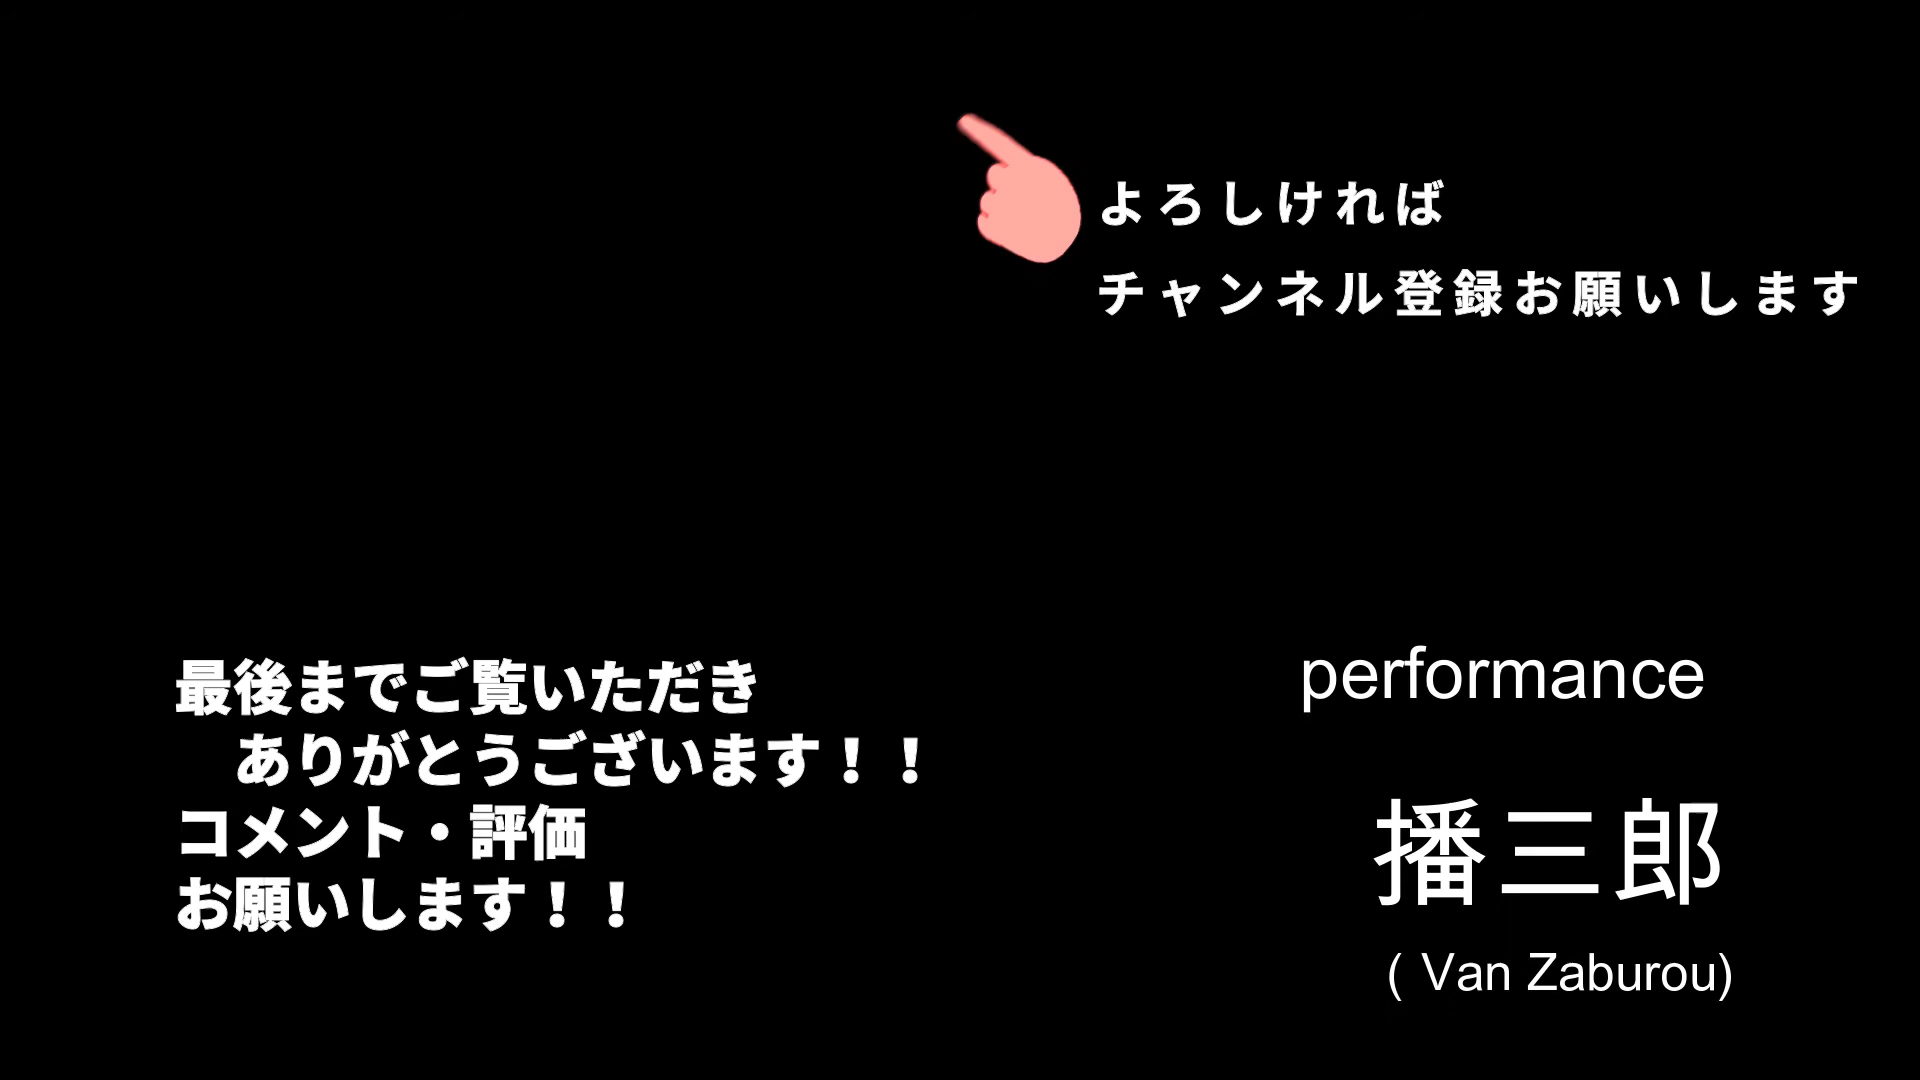 よろしければ
チャンネル登録お願いします
最後までご覧いただき
ありがとうございます！！
コメント・評価
お願いします！！
performance
播三郎
( Van Zaburou)